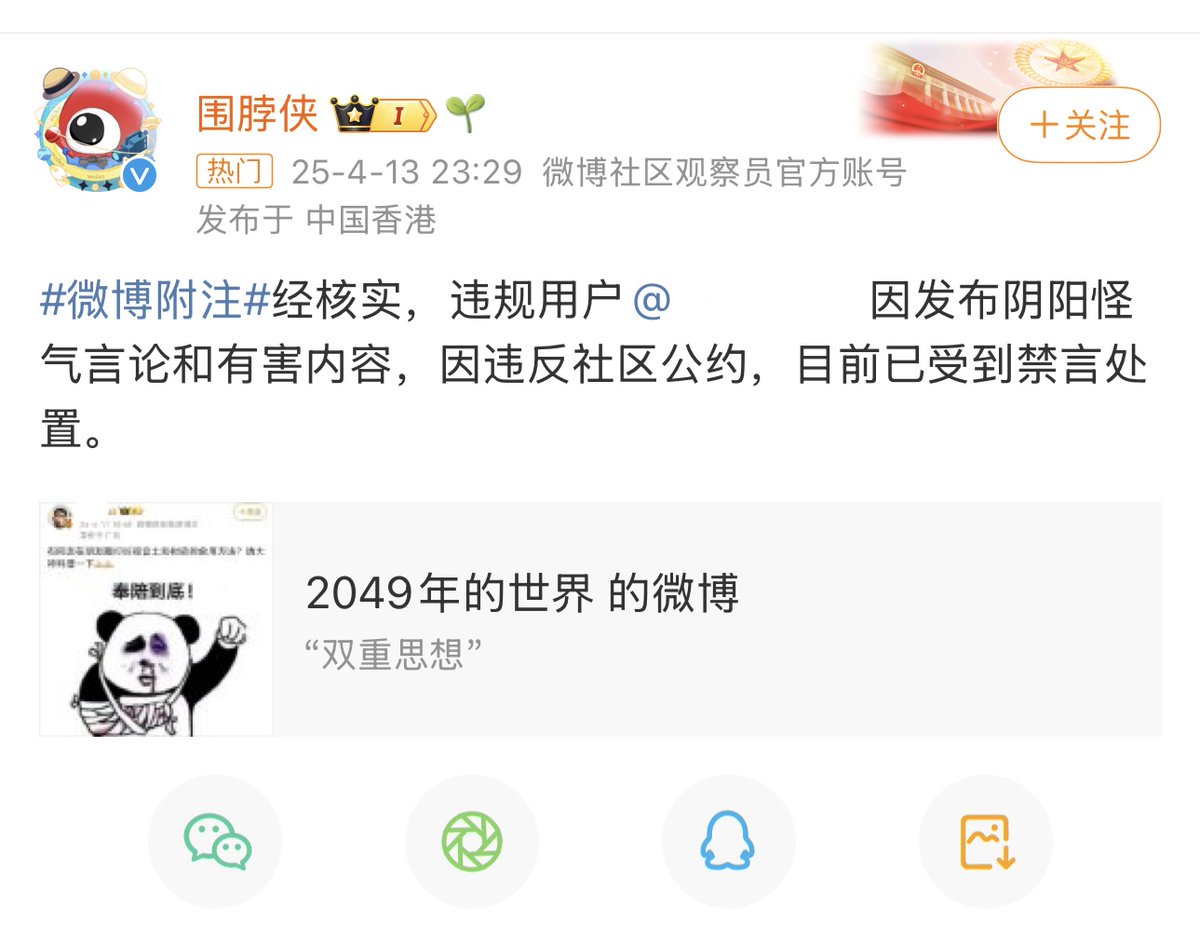 围脖侠
I
+关注
热门 25-4-13 23:29 微博社区观察员官方账号
发布于 中国香港
#微博附注#经核实，违规用户@ 因发布阴阳怪
气言论和有害内容，因违反社区公约，目前已受到禁言处
置。
奉陪到底！
2049年的世界 的微博
“双重思想”